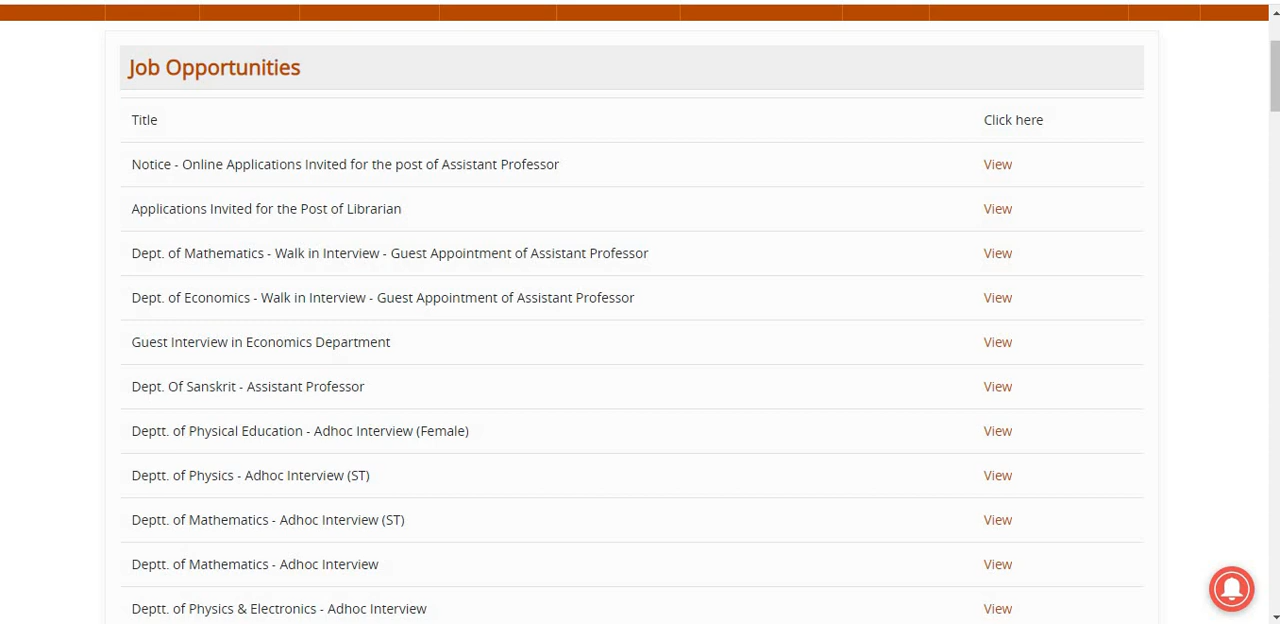 Job Opportunities
Title Click here
Notice - Online Applications Invited for the post of Assistant Professor View
Applications Invited for the Post of Librarian View
Dept. of Mathematics - Walk in Interview - Guest Appointment of Assistant Professor View
Dept. of Economics - Walk in Interview - Guest Appointment of Assistant Professor View
Guest Interview in Economics Department View
Dept. Of Sanskrit - Assistant Professor View
Deptt. of Physical Education - Adhoc Interview (Female) View
Deptt. of Physics - Adhoc Interview (ST) View
Deptt. of Mathematics - Adhoc Interview (ST) View
Deptt. of Mathematics - Adhoc Interview View
Deptt. of Physics & Electronics - Adhoc Interview View